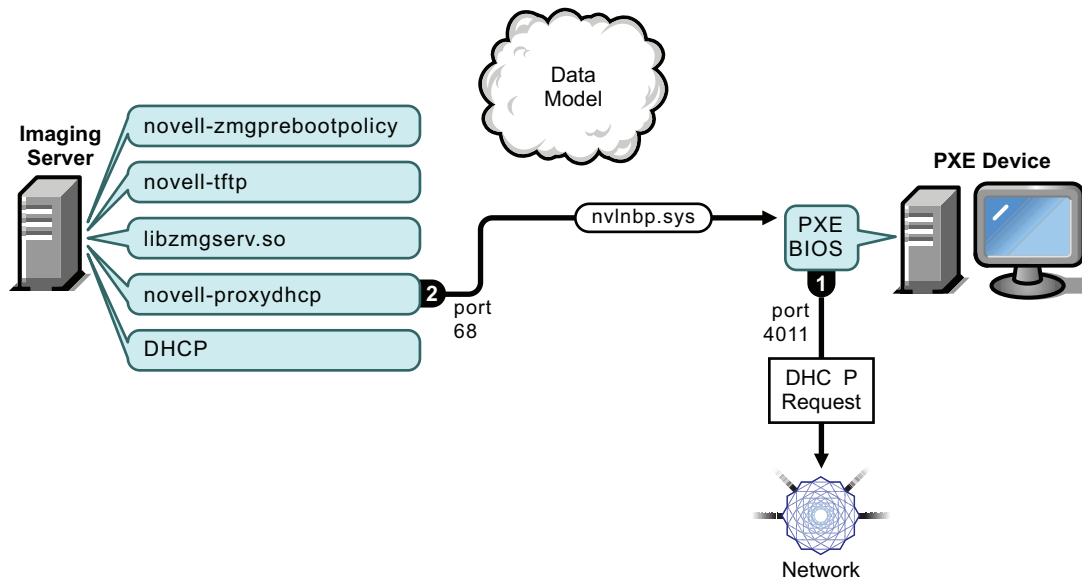 Data
Model
Imaging
Server
novell-zmgprebootpolicy
novell-tftp
libzmgserv.so
novell-proxydhcp
DHCP
2
port
68
nvlnbp.sys
PXE
BIOS
1
PXE Device
port
4011
DHC P
Request
Network